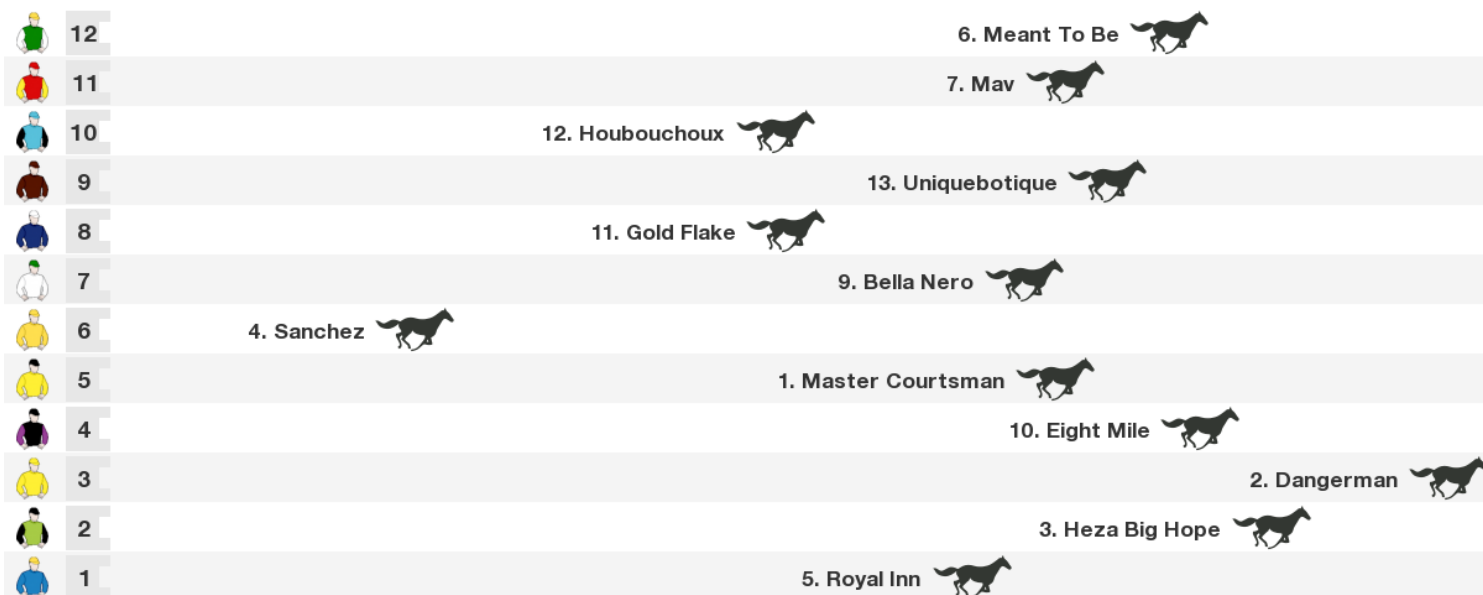 12 6. Meant To Be
11 7. Mav
10 12. Houbouchoux
9 13. Uniquebotique
8 11. Gold Flake
7 9. Bella Nero
6 4. Sanchez
5 1. Master Courtsman
4 10. Eight Mile
3 2. Dangerman
2 3. Heza Big Hope
1 5. Royal Inn